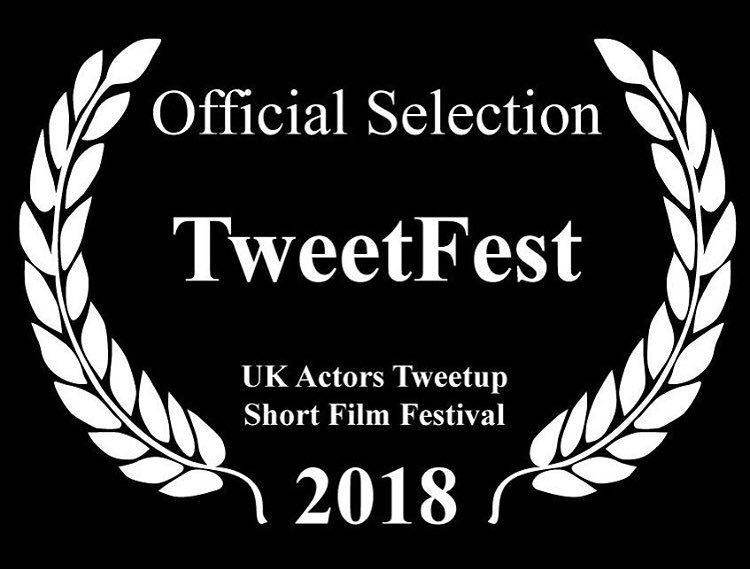 Official Selection
TweetFest
UK Actors Tweetup
Short Film Festival
2018